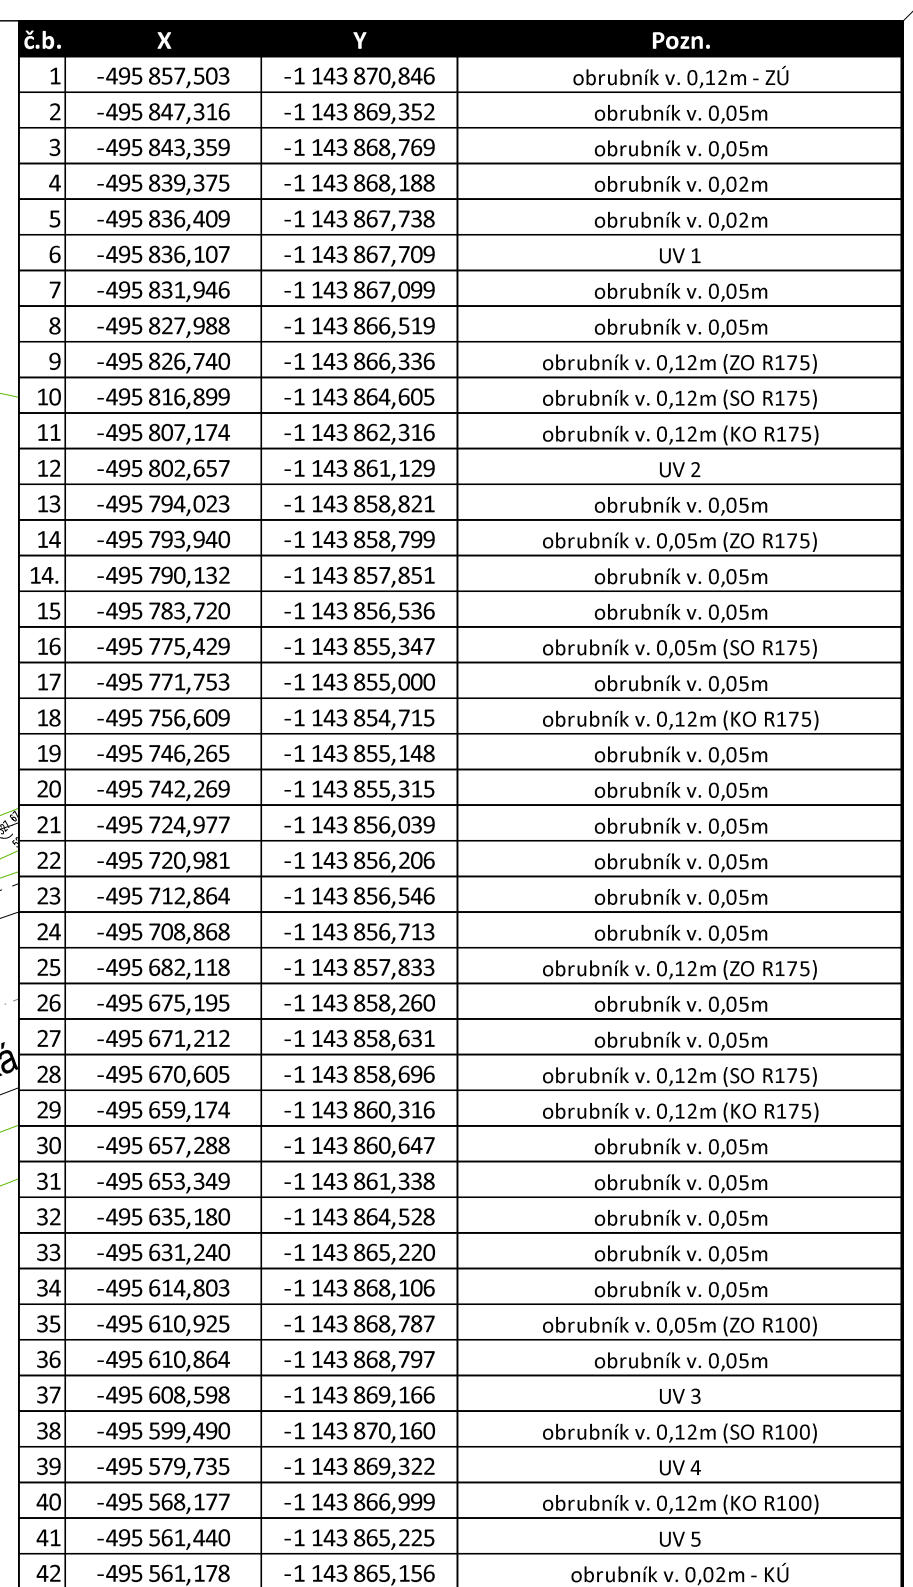 č.b. X Y Pozn.
1 -495 857,503 -1 143 870,846 obrubník v. 0,12m - ZÚ
2 -495 847,316 -1 143 869,352 obrubník v. 0,05m
3 -495 843,359 -1 143 868,769 obrubník v. 0,05m
4 -495 839,375 -1 143 868,188 obrubník v. 0,02m
5 -495 836,409 -1 143 867,738 obrubník v. 0,02m
6 -495 836,107 -1 143 867,709 UV 1
7 -495 831,946 -1 143 867,099 obrubník v. 0,05m
8 -495 827,988 -1 143 866,519 obrubník v. 0,05m
9 -495 826,740 -1 143 866,336 obrubník v. 0,12m (ZO R175)
10 -495 816,899 -1 143 864,605 obrubník v. 0,12m (SO R175)
11 -495 807,174 -1 143 862,316 obrubník v. 0,12m (KO R175)
12 -495 802,657 -1 143 861,129 UV 2
13 -495 794,023 -1 143 858,821 obrubník v. 0,05m
14 -495 793,940 -1 143 858,799 obrubník v. 0,05m (ZO R175)
14. -495 790,132 -1 143 857,851 obrubník v. 0,05m
15 -495 783,720 -1 143 856,536 obrubník v. 0,05m
16 -495 775,429 -1 143 855,347 obrubník v. 0,05m (SO R175)
17 -495 771,753 -1 143 855,000 obrubník v. 0,05m
18 -495 756,609 -1 143 854,715 obrubník v. 0,12m (KO R175)
19 -495 746,265 -1 143 855,148 obrubník v. 0,05m
20 -495 742,269 -1 143 855,315 obrubník v. 0,05m
21 -495 724,977 -1 143 856,039 obrubník v. 0,05m
22 -495 720,981 -1 143 856,206 obrubník v. 0,05m
23 -495 712,864 -1 143 856,546 obrubník v. 0,05m
24 -495 708,868 -1 143 856,713 obrubník v. 0,05m
25 -495 682,118 -1 143 857,833 obrubník v. 0,12m (ZO R175)
26 -495 675,195 -1 143 858,260 obrubník v. 0,05m
27 -495 671,212 -1 143 858,631 obrubník v. 0,05m
28 -495 670,605 -1 143 858,696 obrubník v. 0,12m (SO R175)
29 -495 659,174 -1 143 860,316 obrubník v. 0,12m (KO R175)
30 -495 657,288 -1 143 860,647 obrubník v. 0,05m
31 -495 653,349 -1 143 861,338 obrubník v. 0,05m
32 -495 635,180 -1 143 864,528 obrubník v. 0,05m
33 -495 631,240 -1 143 865,220 obrubník v. 0,05m
34 -495 614,803 -1 143 868,106 obrubník v. 0,05m
35 -495 610,925 -1 143 868,787 obrubník v. 0,05m (ZO R100)
36 -495 610,864 -1 143 868,797 obrubník v. 0,05m
37 -495 608,598 -1 143 869,166 UV 3
38 -495 599,490 -1 143 870,160 obrubník v. 0,12m (SO R100)
39 -495 579,735 -1 143 869,322 UV 4
40 -495 568,177 -1 143 866,999 obrubník v. 0,12m (KO R100)
41 -495 561,440 -1 143 865,225 UV 5
42 -495 561,178 -1 143 865,156 obrubník v. 0,02m - KÚ